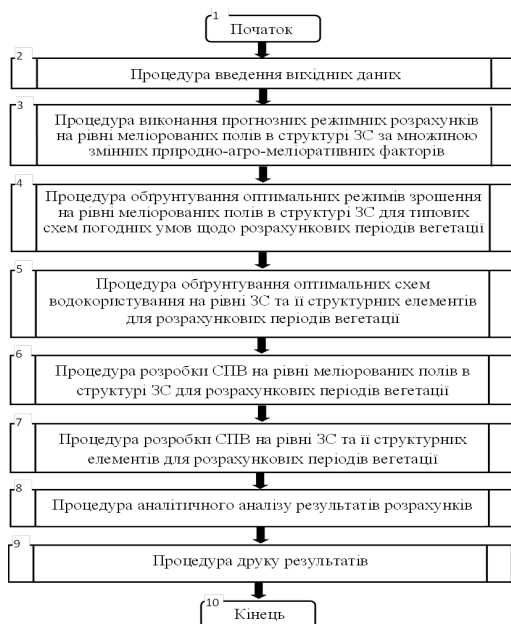 1
Початок
2
Процедура введення вихідних даних
3
Процедура виконання прогнозних режимних розрахунків
на рівні меліорованих полів в структурі ЗС за множиною
змінних природно-агро-меліоративних факторів
4
Процедура обґрунтування оптимальних режимів зрошення
на рівні меліорованих полів в структурі ЗС для типових
схем погодних умов щодо розрахункових періодів вегетації
5
Процедура обґрунтування оптимальних схем
водокористування на рівні ЗС та її структурних елементів
для розрахункових періодів вегетації
6
Процедура розробки СПВ на рівні меліорованих полів в
структурі ЗС для розрахункових періодів вегетації
7
Процедура розробки СПВ на рівні ЗС та її структурних
елементів для розрахункових періодів вегетації
8
Процедура аналітичного аналізу результатів розрахунків
9
Процедура друку результатів
10
Кінець